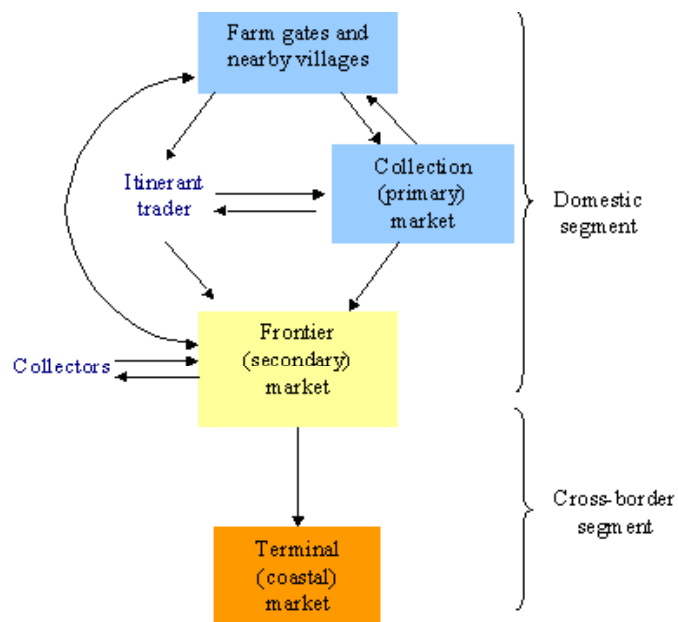 Farm gates and
nearby villages
Itinerant
trader
Collection
(primary)
market
Domestic
segment
Frontier
(secondary)
market
Collectors
Cross-border
segment
Terminal
(coastal)
market